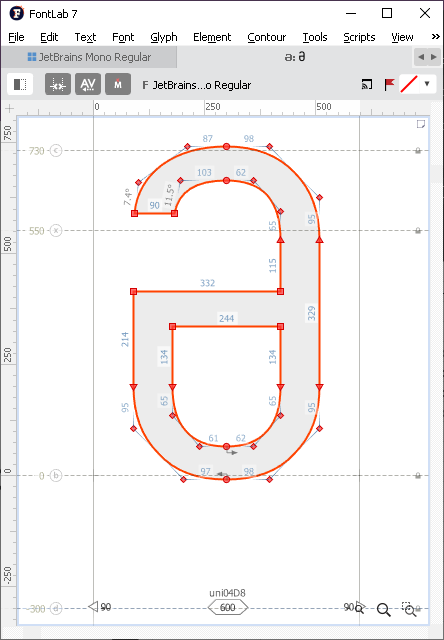 FontLab 7
File Edit Text Font Glyph Element Contour Tools Scripts View »
JetBrains Mono Regular ә: ә
F JetBrains...o Regular
0 250 500
750 500 250 0 -250
730 c
550 x
0 b
-300 d
87 98
103 62
7.4° 11.5°
90
65 95
115
332
329
244
214 134 134
95 65 65 95
61 62
97 98
uni04D8
90 600 90